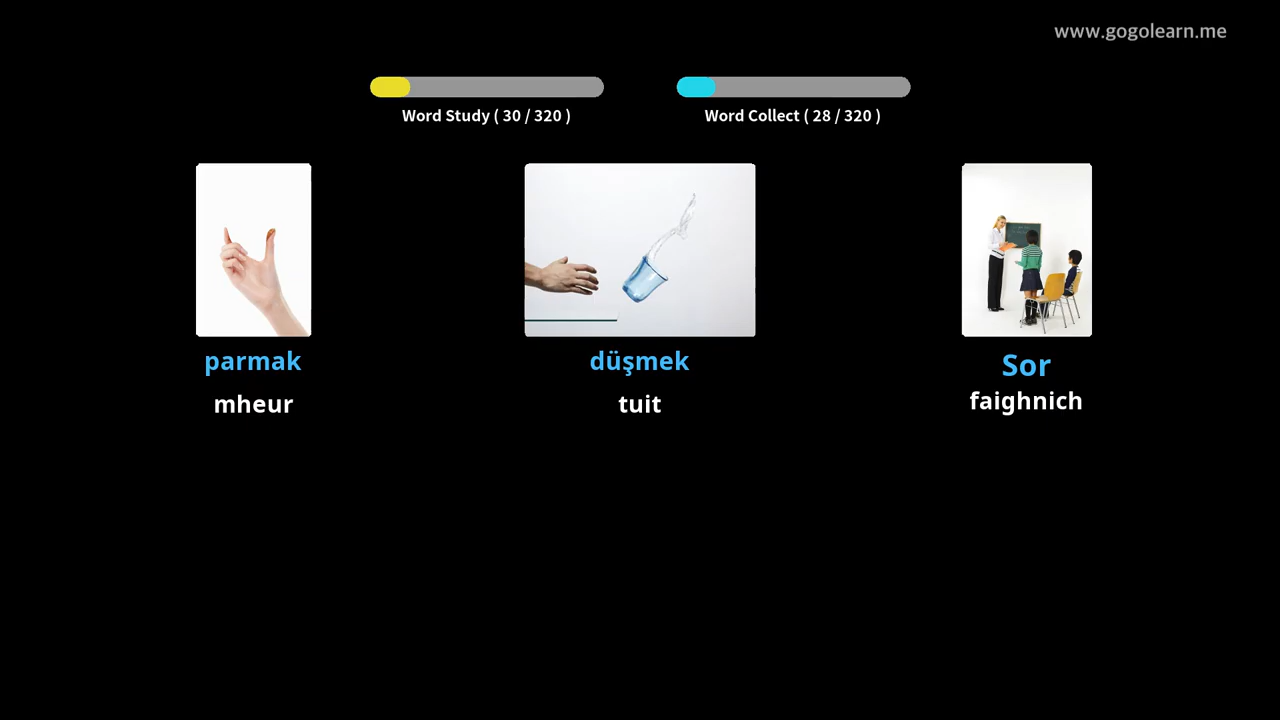 www.gogolearn.me
Word Study ( 30 / 320 )
Word Collect ( 28 / 320 )
parmak
düşmek
Sor
mheur
tuit
faighnich